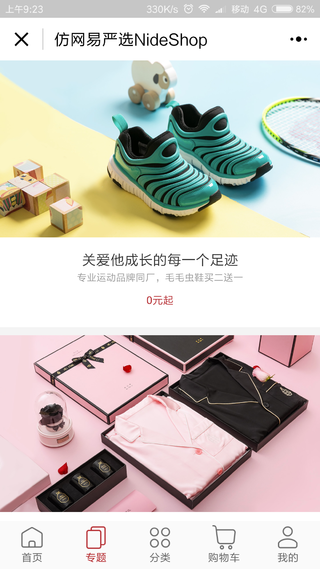 上午9:23 330K/s 移动 4G 82%
仿网易严选NideShop
关爱他成长的每一个足迹
专业运动品牌同厂，毛毛虫鞋买二送一
0元起
首页 专题 分类 购物车 我的